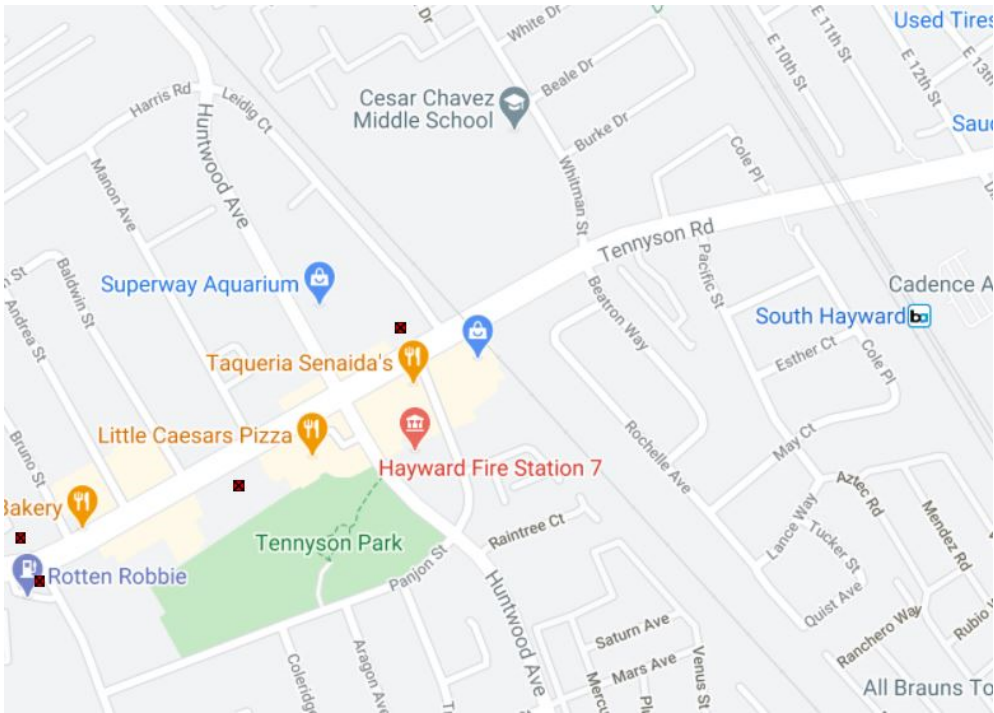 White Dr
Used Tires
E 10th St
E 11th St
E 12th St
E 13th
Harris Rd
Leidig Ct
Cesar Chavez
Middle School
Beale Dr
Burke Dr
Huntwood Ave
Manon Ave
Whitman St
Cole Pl
Tennyson Rd
Baldwin St
Superway Aquarium
Andrea St
Beatron Way
Pacific St
Cadence A
South Hayward
Taqueria Senaida's
Esther Ct
Cole Pl
Bruno St
Little Caesars Pizza
Rochelle Ave
May Ct
Hayward Fire Station 7
Bakery
Aztec Rd
Lance Way
Mendez Rd
Tucker St
Raintree Ct
Tennyson Park
Panjon St
Rotten Robbie
Huntwood Ave
Quist Ave
Ranchero Way
Rubio
Saturn Ave
Mars Ave
Venus St
Coleridge
Aragon Ave
All Brauns To